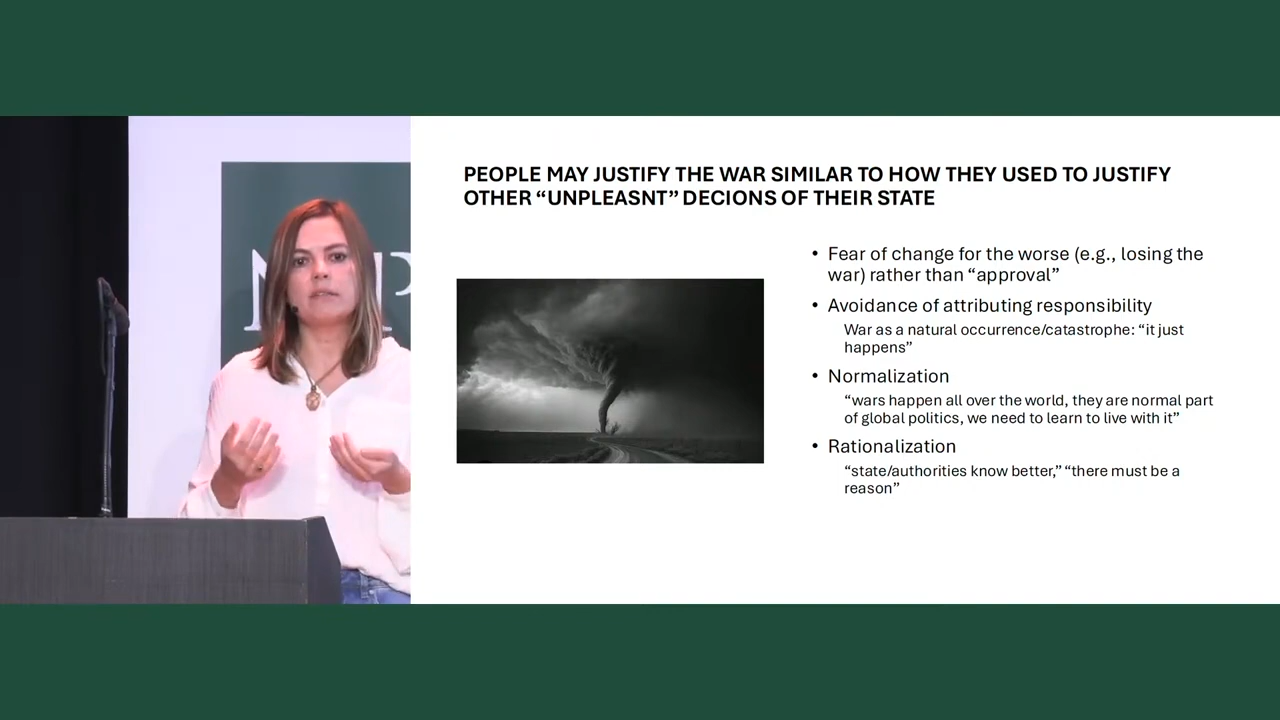 PEOPLE MAY JUSTIFY THE WAR SIMILAR TO HOW THEY USED TO JUSTIFY
OTHER “UNPLEASNT” DECIONS OF THEIR STATE
• Fear of change for the worse (e.g., losing the
war) rather than “approval”
• Avoidance of attributing responsibility
War as a natural occurrence/catastrophe: “it just
happens”
• Normalization
“wars happen all over the world, they are normal part
of global politics, we need to learn to live with it”
• Rationalization
“state/authorities know better,” “there must be a
reason”